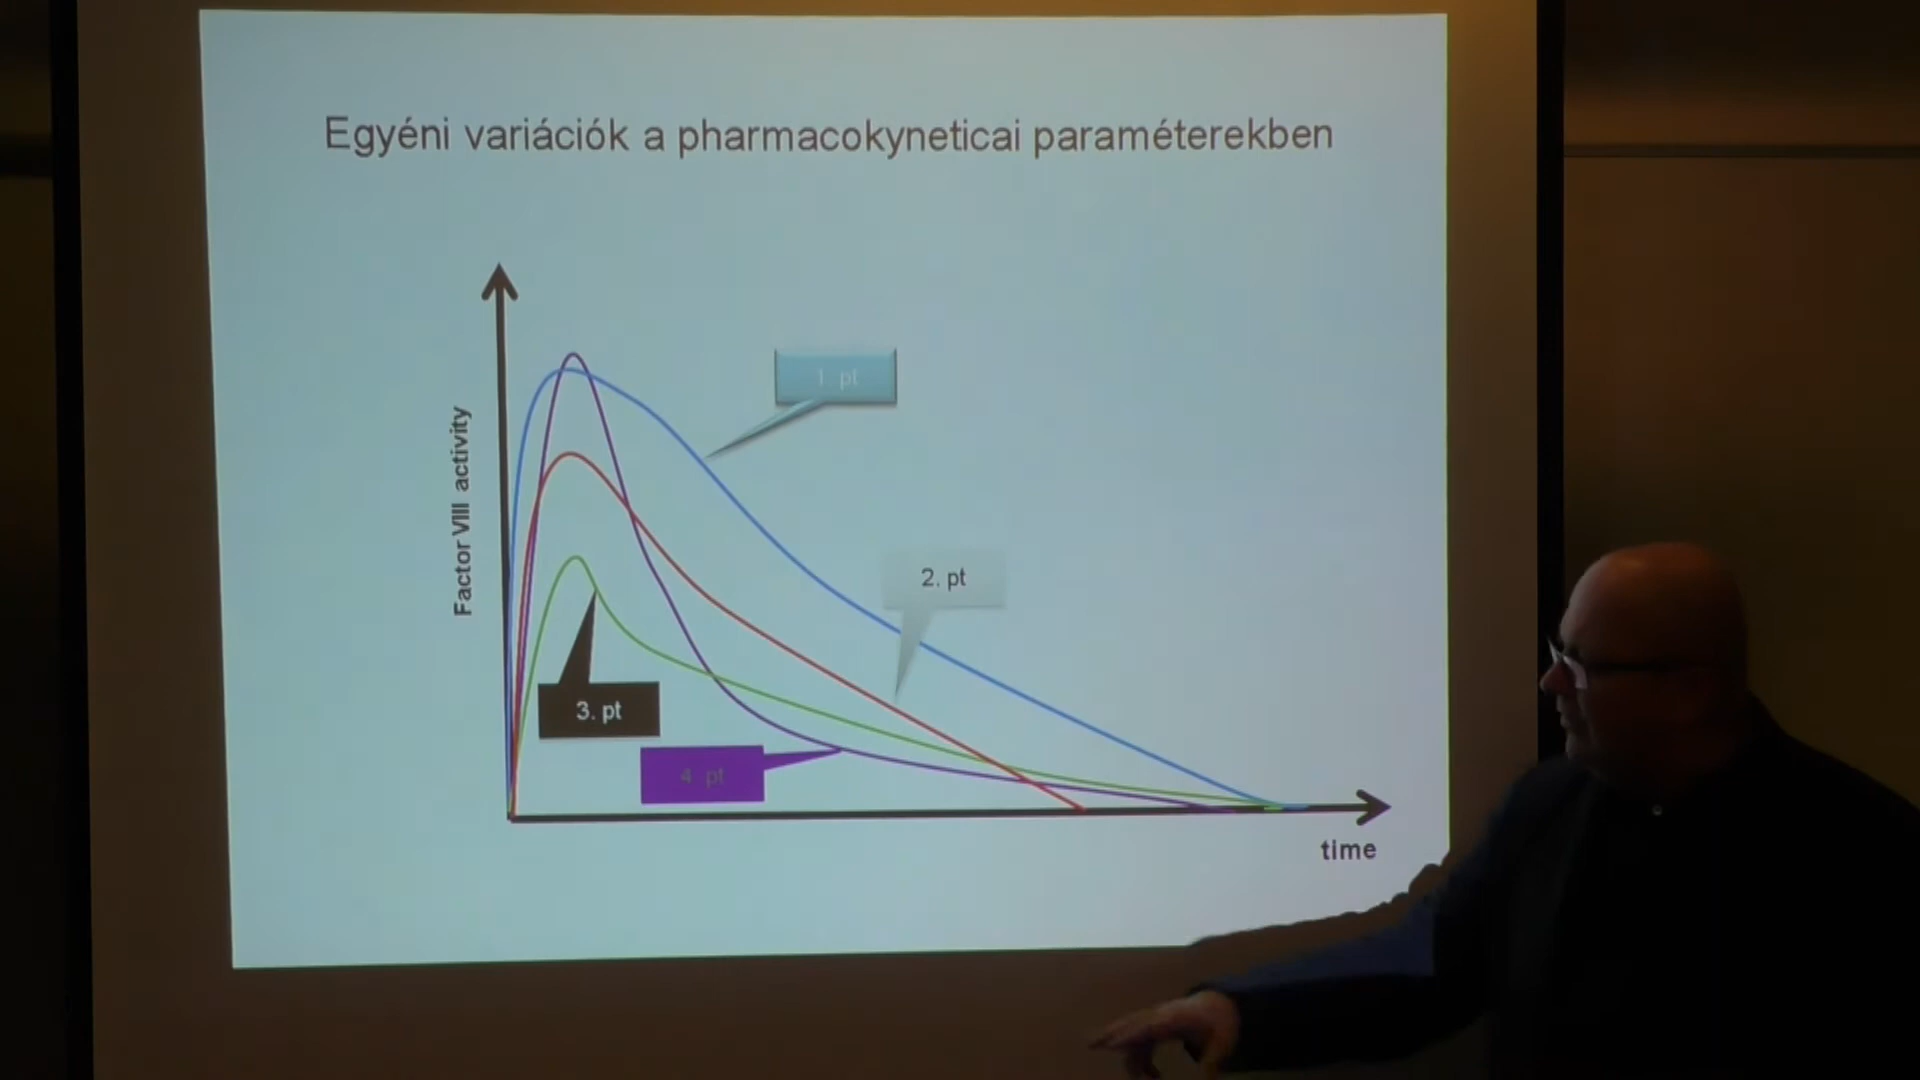 Egyéni variációk a pharmacokyneticai paraméterekben
1. pt
Factor VIII activity
2. pt
3. pt
4. pt
time